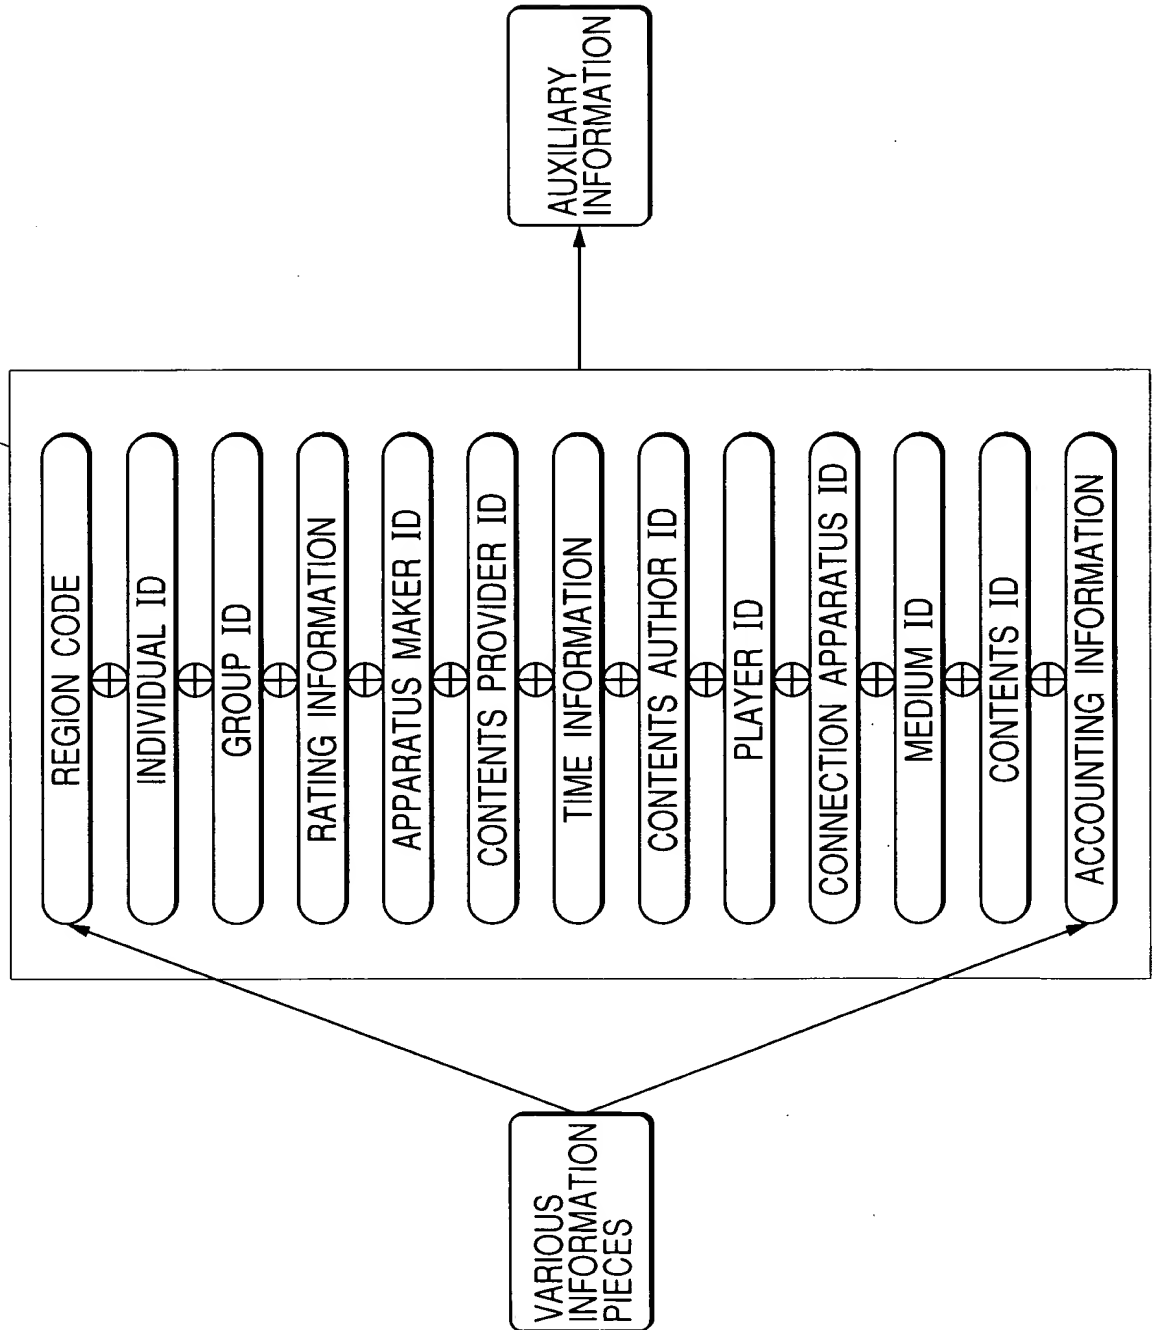 VARIOUS
INFORMATION
PIECES
REGION CODE
INDIVIDUAL ID
GROUP ID
RATING INFORMATION
APPARATUS MAKER ID
CONTENTS PROVIDER ID
TIME INFORMATION
CONTENTS AUTHOR ID
PLAYER ID
CONNECTION APPARATUS ID
MEDIUM ID
CONTENTS ID
ACCOUNTING INFORMATION
AUXILIARY
INFORMATION